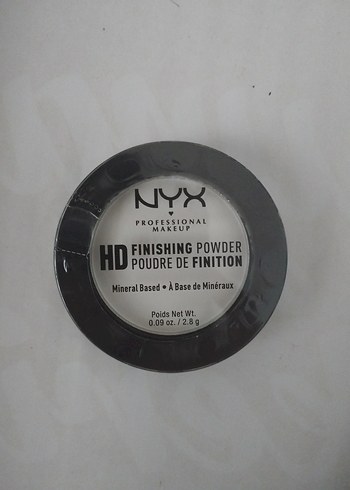 NYX
PROFESSIONAL
MAKEUP
HD FINISHING POWDER
POUDRE DE FINITION
Mineral Based • À Base de Minéraux
Poids Net Wt.
0.09 oz. / 2.8 g